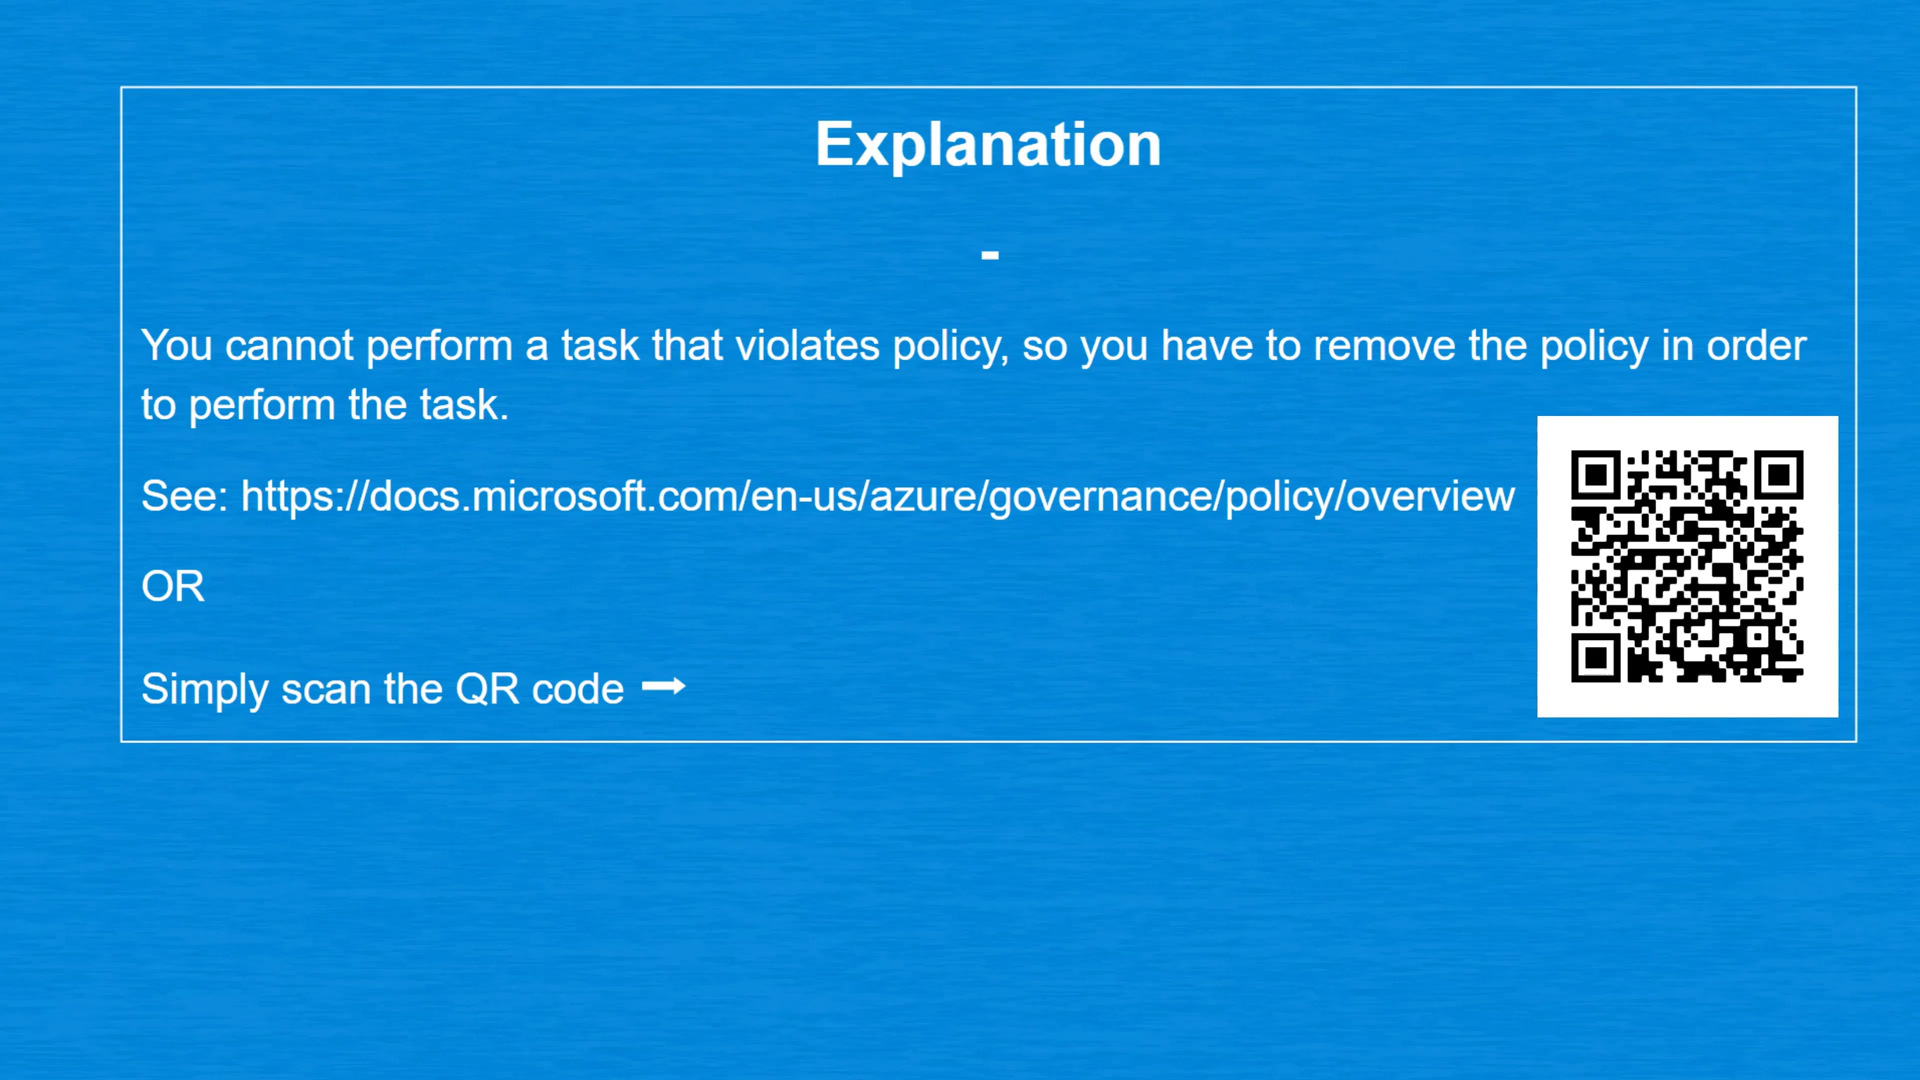 Explanation
-
You cannot perform a task that violates policy, so you have to remove the policy in order
to perform the task.
See: https://docs.microsoft.com/en-us/azure/governance/policy/overview
OR
Simply scan the QR code